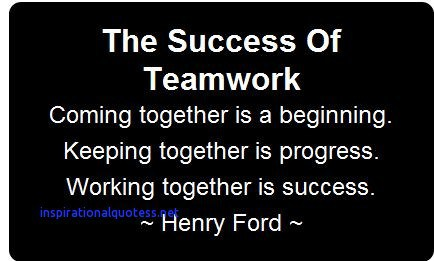 The Success Of
Teamwork
Coming together is a beginning.
Keeping together is progress.
Working together is success.
inspirationalquotess.net
~ Henry Ford ~